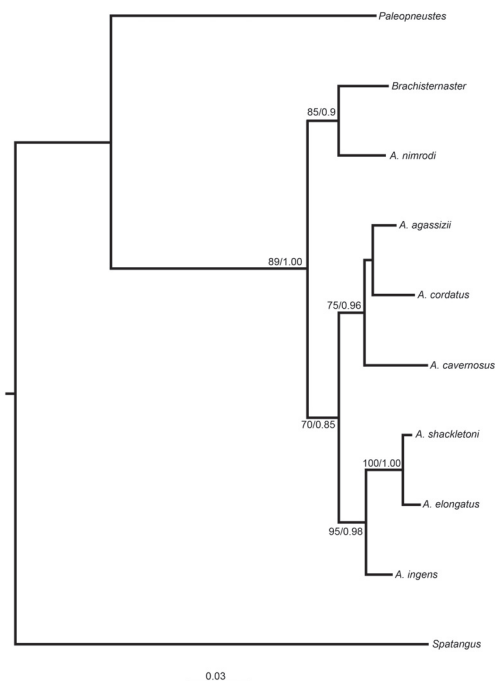 Paleopneustes
Brachisternaster
85/0.9
A. nimrodi
A. agassizii
89/1.00
A. cordatus
75/0.96
A. cavernosus
70/0.85
A. shackletoni
100/1.00
A. elongatus
95/0.98
A. ingens
Spatangus
0.03